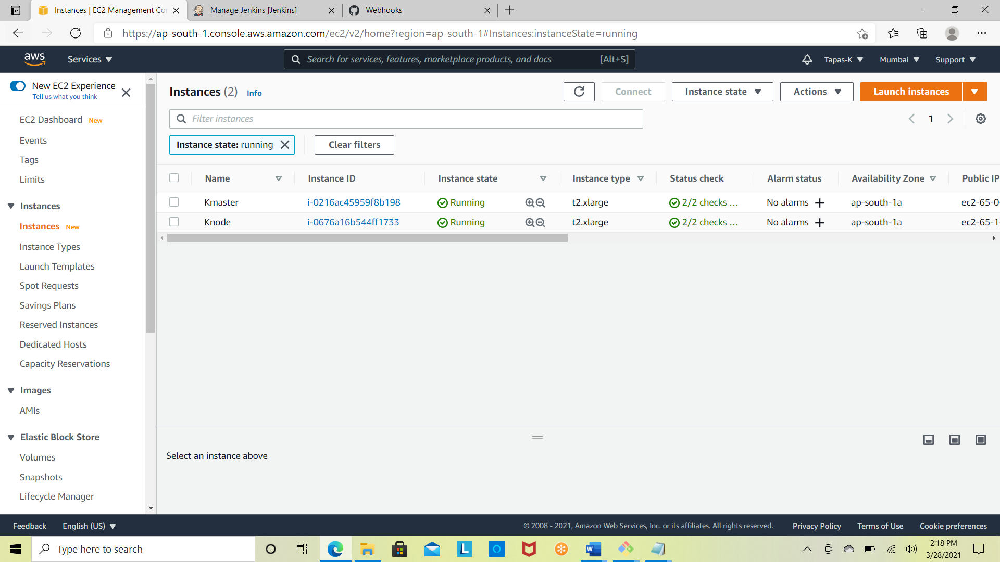 Instances | EC2 Management Co
Manage Jenkins [Jenkins]
Webhooks
https://ap-south-1.console.aws.amazon.com/ec2/v2/home?region=ap-south-1#Instances:instanceState=running
aws
Services
Search for services, features, marketplace products, and docs
[Alt+S]
Tapas-K
Mumbai
Support
New EC2 Experience
Tell us what you think
EC2 Dashboard New
Events
Tags
Limits
Instances
Instances New
Instance Types
Launch Templates
Spot Requests
Savings Plans
Reserved Instances
Dedicated Hosts
Capacity Reservations
Images
AMIs
Elastic Block Store
Volumes
Snapshots
Lifecycle Manager
Instances (2) Info
Connect
Instance state
Actions
Launch instances
Filter instances
1
Instance state: running
Clear filters
Name Instance ID Instance state Instance type Status check Alarm status Availability Zone Public IP
Kmaster i-0216ac45959f8b198 Running t2.xlarge 2/2 checks ... No alarms + ap-south-1a ec2-65-0
Knode i-0676a16b544ff1733 Running t2.xlarge 2/2 checks ... No alarms + ap-south-1a ec2-65-1
Select an instance above
Feedback
English (US)
© 2008 - 2021, Amazon Web Services, Inc. or its affiliates. All rights reserved.
Privacy Policy
Terms of Use
Cookie preferences
Type here to search
2:18 PM
3/28/2021